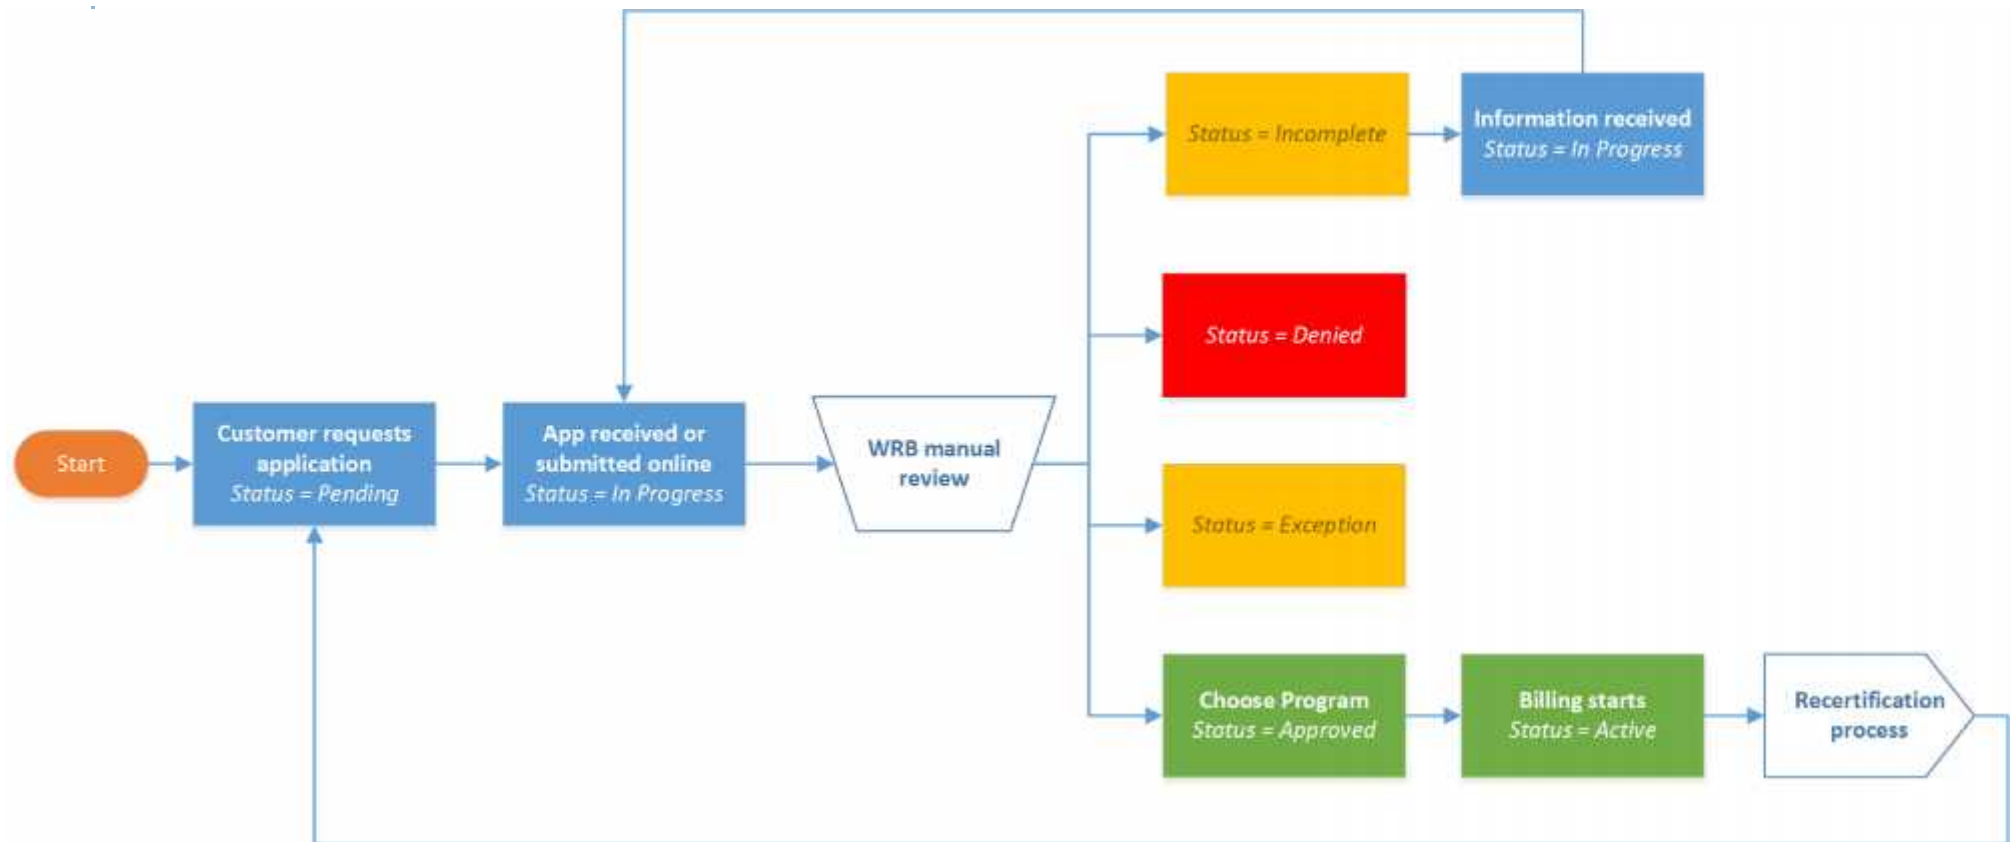 Start
Customer requests
application
Status = Pending
App received or
submitted online
Status = In Progress
WRB manual
review
Status = Incomplete
Information received
Status = In Progress
Status = Denied
Status = Exception
Choose Program
Status = Approved
Billing starts
Status = Active
Recertification
process